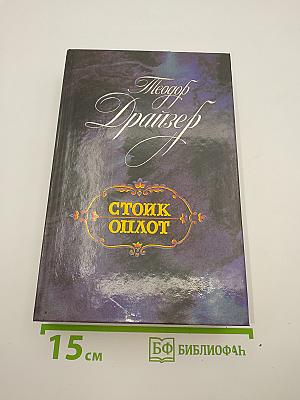 Теодор
Драйзер
СТОИК
ОПЛОТ
15 см
БФ БИБЛИОФАН